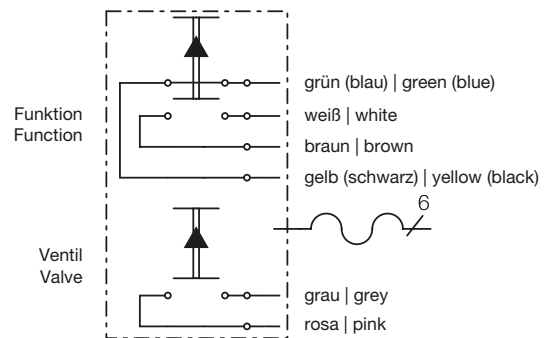 grün (blau) | green (blue)
Funktion
Function
weiß | white
braun | brown
gelb (schwarz) | yellow (black)
6
Ventil
Valve
grau | grey
rosa | pink